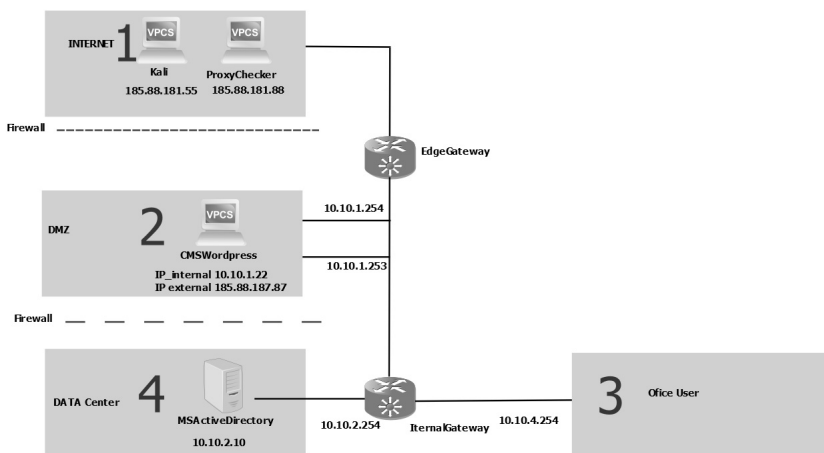 INTERNET
1
VPCS
VPCS
Kali
ProxyChecker
185.88.181.55
185.88.181.88
Firewall
EdgeGateway
10.10.1.254
DMZ
2
VPCS
CMSWordpress
10.10.1.253
IP_internal 10.10.1.22
IP external 185.88.187.87
Firewall
DATA Center
4
MSActiveDirectory
10.10.2.10
10.10.2.254
IternalGateway
10.10.4.254
3
Ofice User